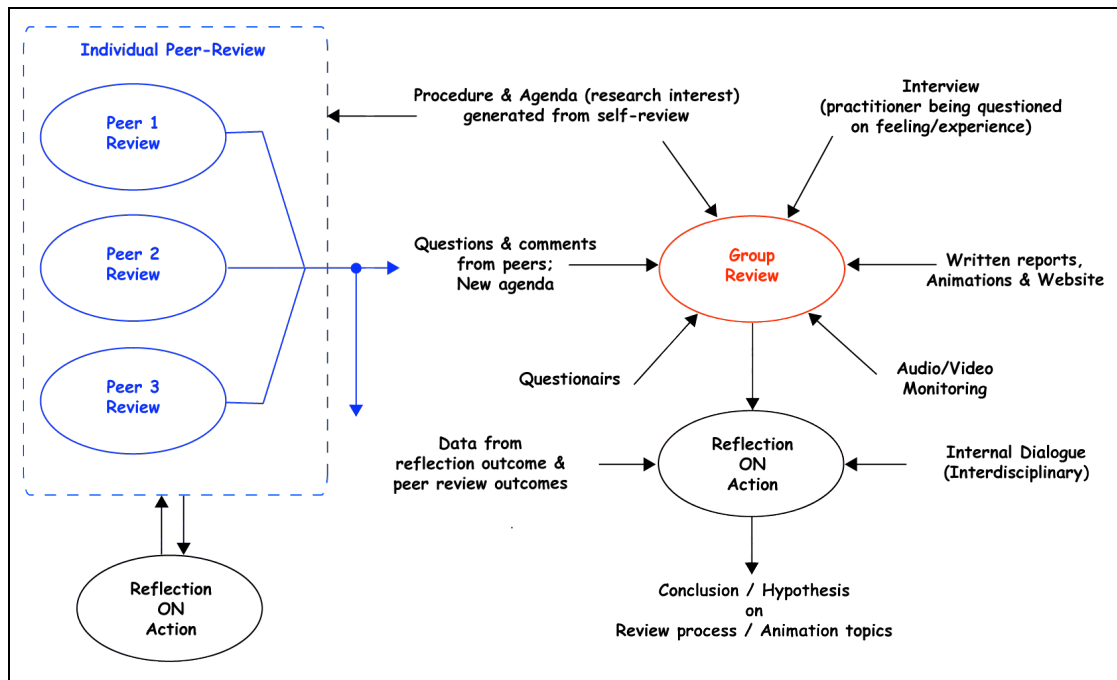 Individual Peer-Review
Peer 1
Review
Peer 2
Review
Peer 3
Review
Reflection
ON
Action
Procedure & Agenda (research interest)
generated from self-review
Interview
(practitioner being questioned
on feeling/experience)
Questions & comments
from peers;
New agenda
Group
Review
Written reports,
Animations & Website
Questionairs
Audio/Video
Monitoring
Data from
reflection outcome &
peer review outcomes
Reflection
ON
Action
Internal Dialogue
(Interdisciplinary)
Conclusion / Hypothesis
on
Review process / Animation topics